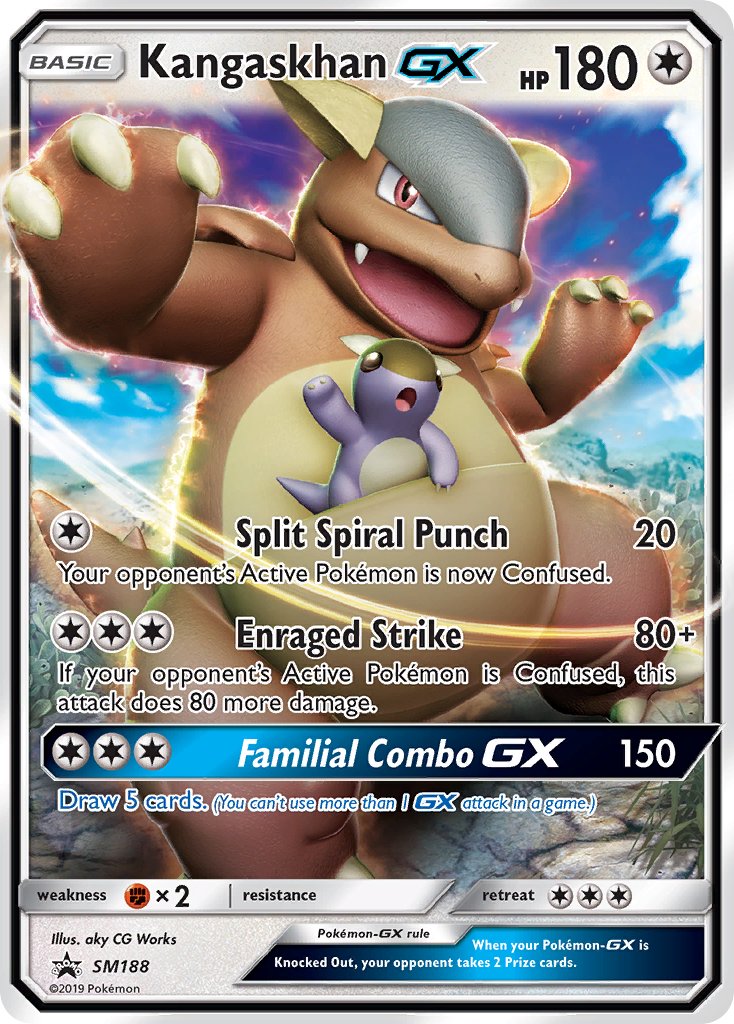 BASIC Kangaskhan GX HP 180
Split Spiral Punch 20
Your opponent's Active Pokémon is now Confused.
Enraged Strike 80+
If your opponent's Active Pokémon is Confused, this
attack does 80 more damage.
Familial Combo GX 150
Draw 5 cards. (You can't use more than 1 GX attack in a game.)
weakness × 2 resistance retreat
Illus. aky CG Works
Pokémon-GX rule
When your Pokémon-GX is
Knocked Out, your opponent takes 2 Prize cards.
PROMO SM188
©2019 Pokémon